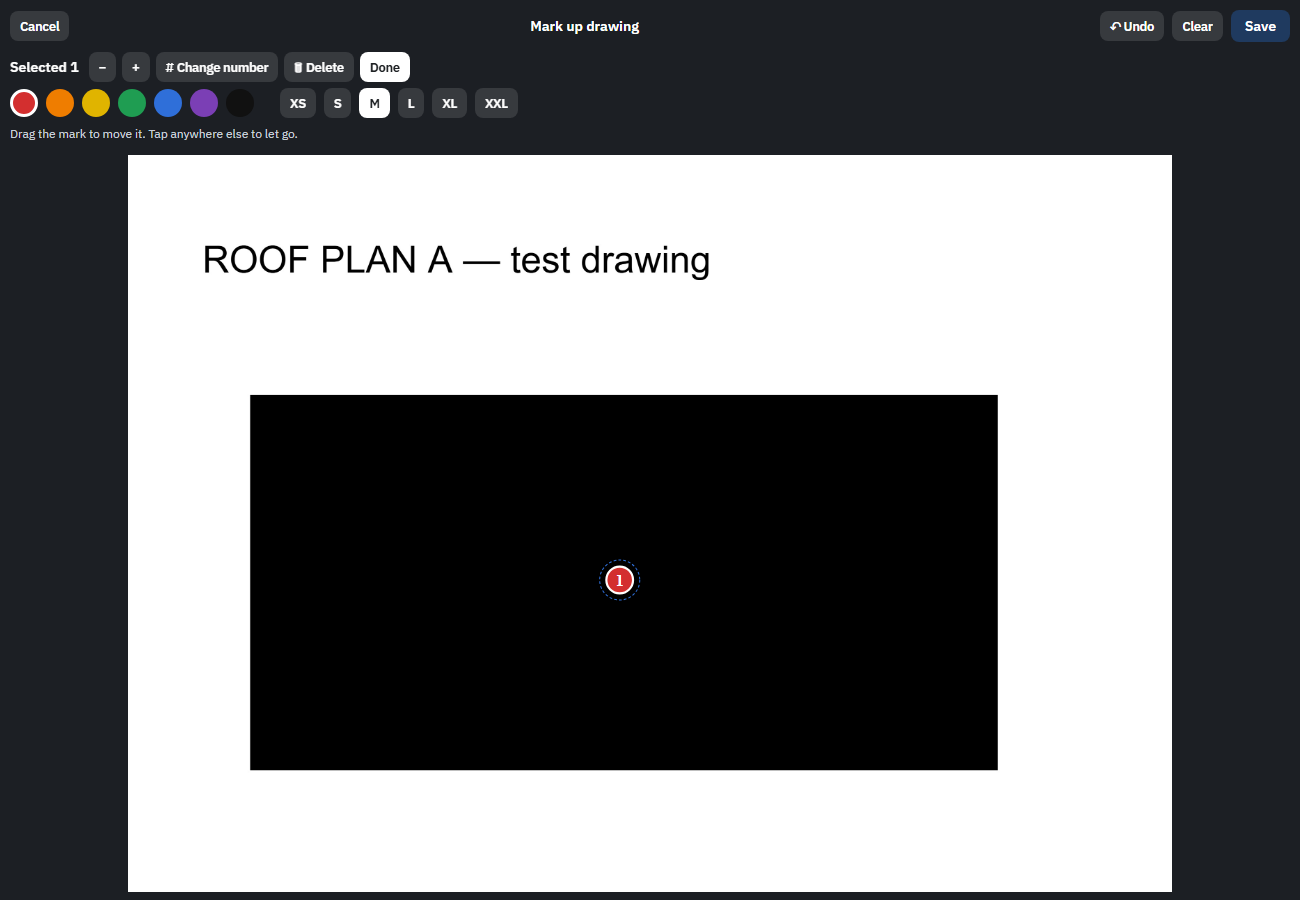 Cancel
Mark up drawing
↶ Undo
Clear
Save
Selected 1
−
+
# Change number
Delete
Done
XS
S
M
L
XL
XXL
Drag the mark to move it. Tap anywhere else to let go.
ROOF PLAN A — test drawing
1